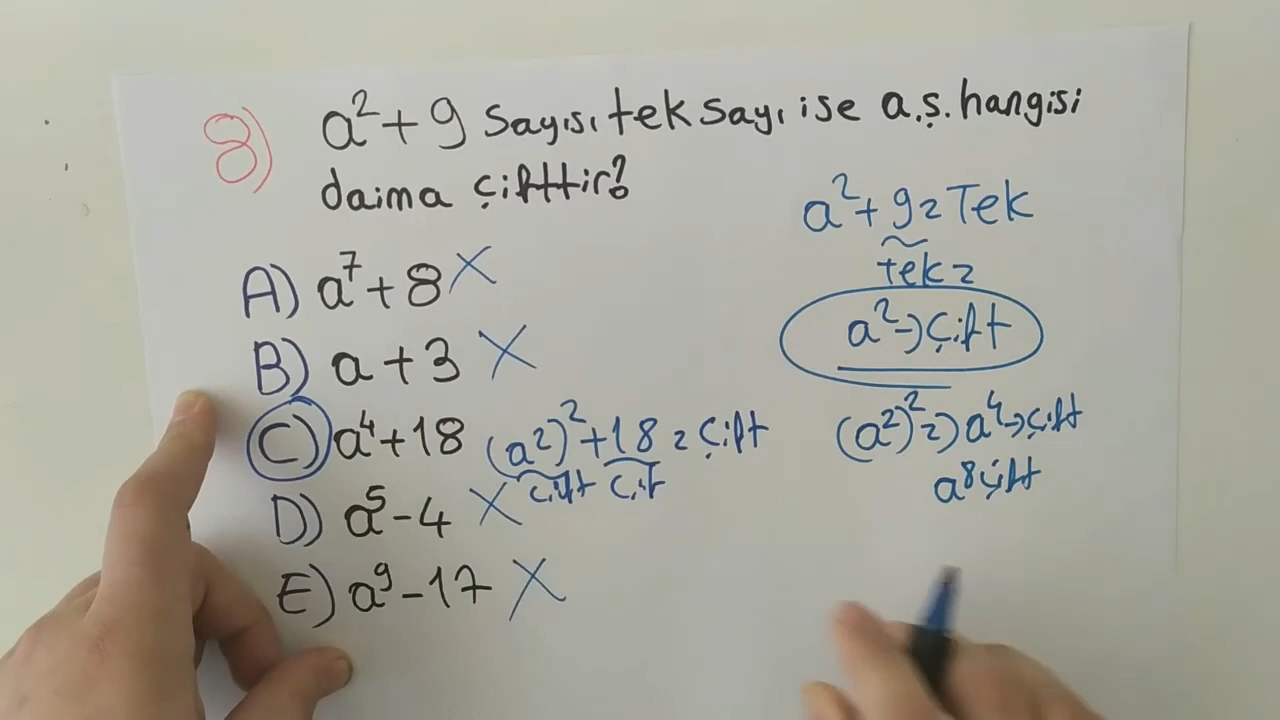 8) a² + 9 sayısı tek sayı ise a.ş. hangisi
daima çifttir?
A) a⁷ + 8 X
B) a + 3 X
C) a⁴ + 18 (a²)² + 18 = Çift
çift çit
D) a⁵ - 4 X
E) a⁹ - 17 X
a² + 9 = Tek
tek =
a² → Çift
(a²)² = a⁴ → çift
a⁸ çift